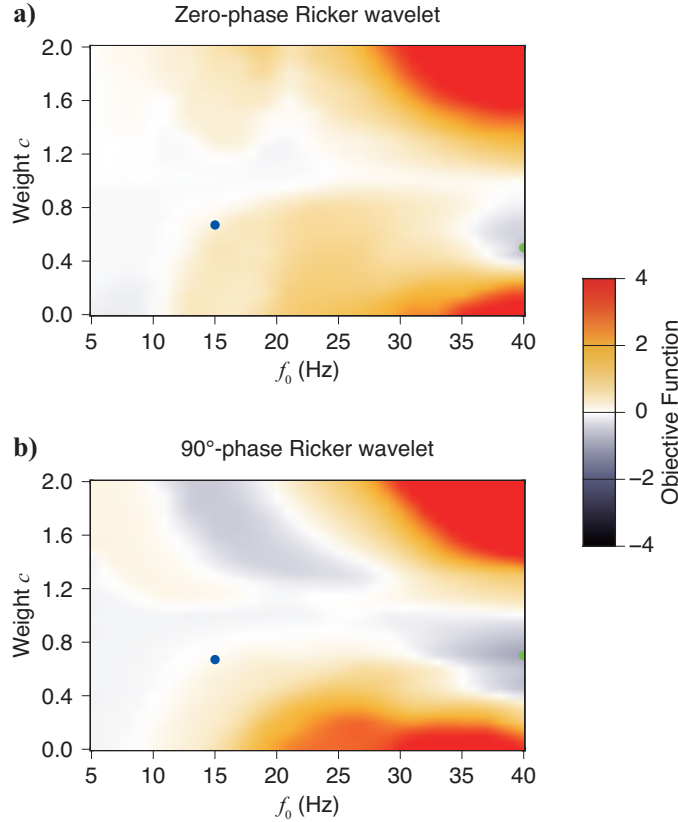 a)
Zero-phase Ricker wavelet
2.0
1.6
1.2
0.8
0.4
0.0
Weight c
5 10 15 20 25 30 35 40
f₀ (Hz)
4
2
0
−2
−4
Objective Function
b)
90°-phase Ricker wavelet
2.0
1.6
1.2
0.8
0.4
0.0
Weight c
5 10 15 20 25 30 35 40
f₀ (Hz)